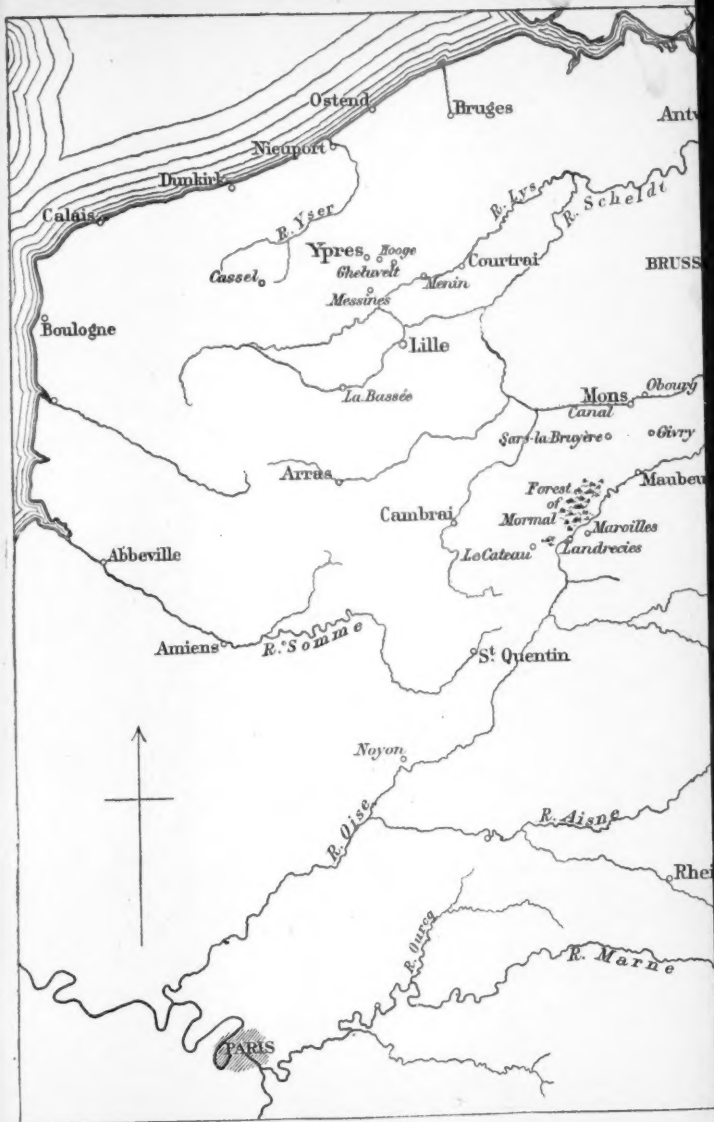 Ostend
Bruges
Antw
Nieuport
Dunkirk
Calais
R. Yser
R. Lys
R. Scheldt
Ypres
Hooge
Gheluvelt
Cassel
Menin
Courtrai
BRUSS
Messines
Boulogne
Lille
La Bassée
Mons
Obourg
Canal
Sars-la-Bruyère
Givry
Arras
Maubeu
Forest
of
Mormal
Cambrai
Maroilles
Le Cateau
Landrecies
Abbeville
Amiens
R. Somme
St. Quentin
Noyon
R. Oise
R. Aisne
Rhei
R. Ourcq
R. Marne
PARIS